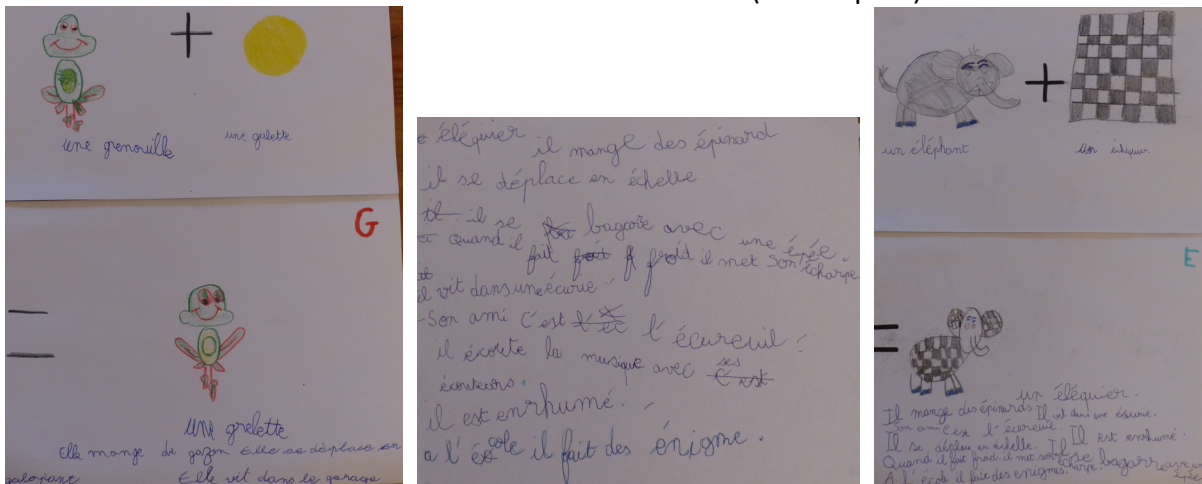 +
une grenouille
une galette
G
=
une grelette
Elle mange du gazon Elle se déplace en
galopant Elle vit dans le garage
éléquier il mange des épinard
il se déplace en échelle
il se bagare avec une épée.
Quand il fait froid il met son écharpe
il vit dans une écurie
Son ami c'est l'écureuil.
il écoute la musique avec ses
écouteurs.
il est enrhumé.
a l'école il fait des énigme.
+
un éléphant
un échiquier
E
=
un éléquier.
Il mange des épinards Il vit dans une écurie.
Son ami c'est l'écureuil.
Il se déplace en échelle. Il est enrhumé.
Quand il fait froid il met son écharpe. Il se bagarre
A l'école il fait des enigmes.